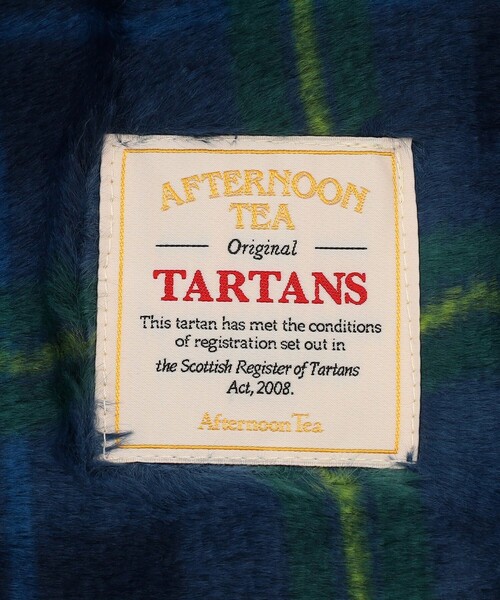 AFTERNOON
TEA
Original
TARTANS
This tartan has met the conditions
of registration set out in
the Scottish Register of Tartans
Act, 2008.
Afternoon Tea